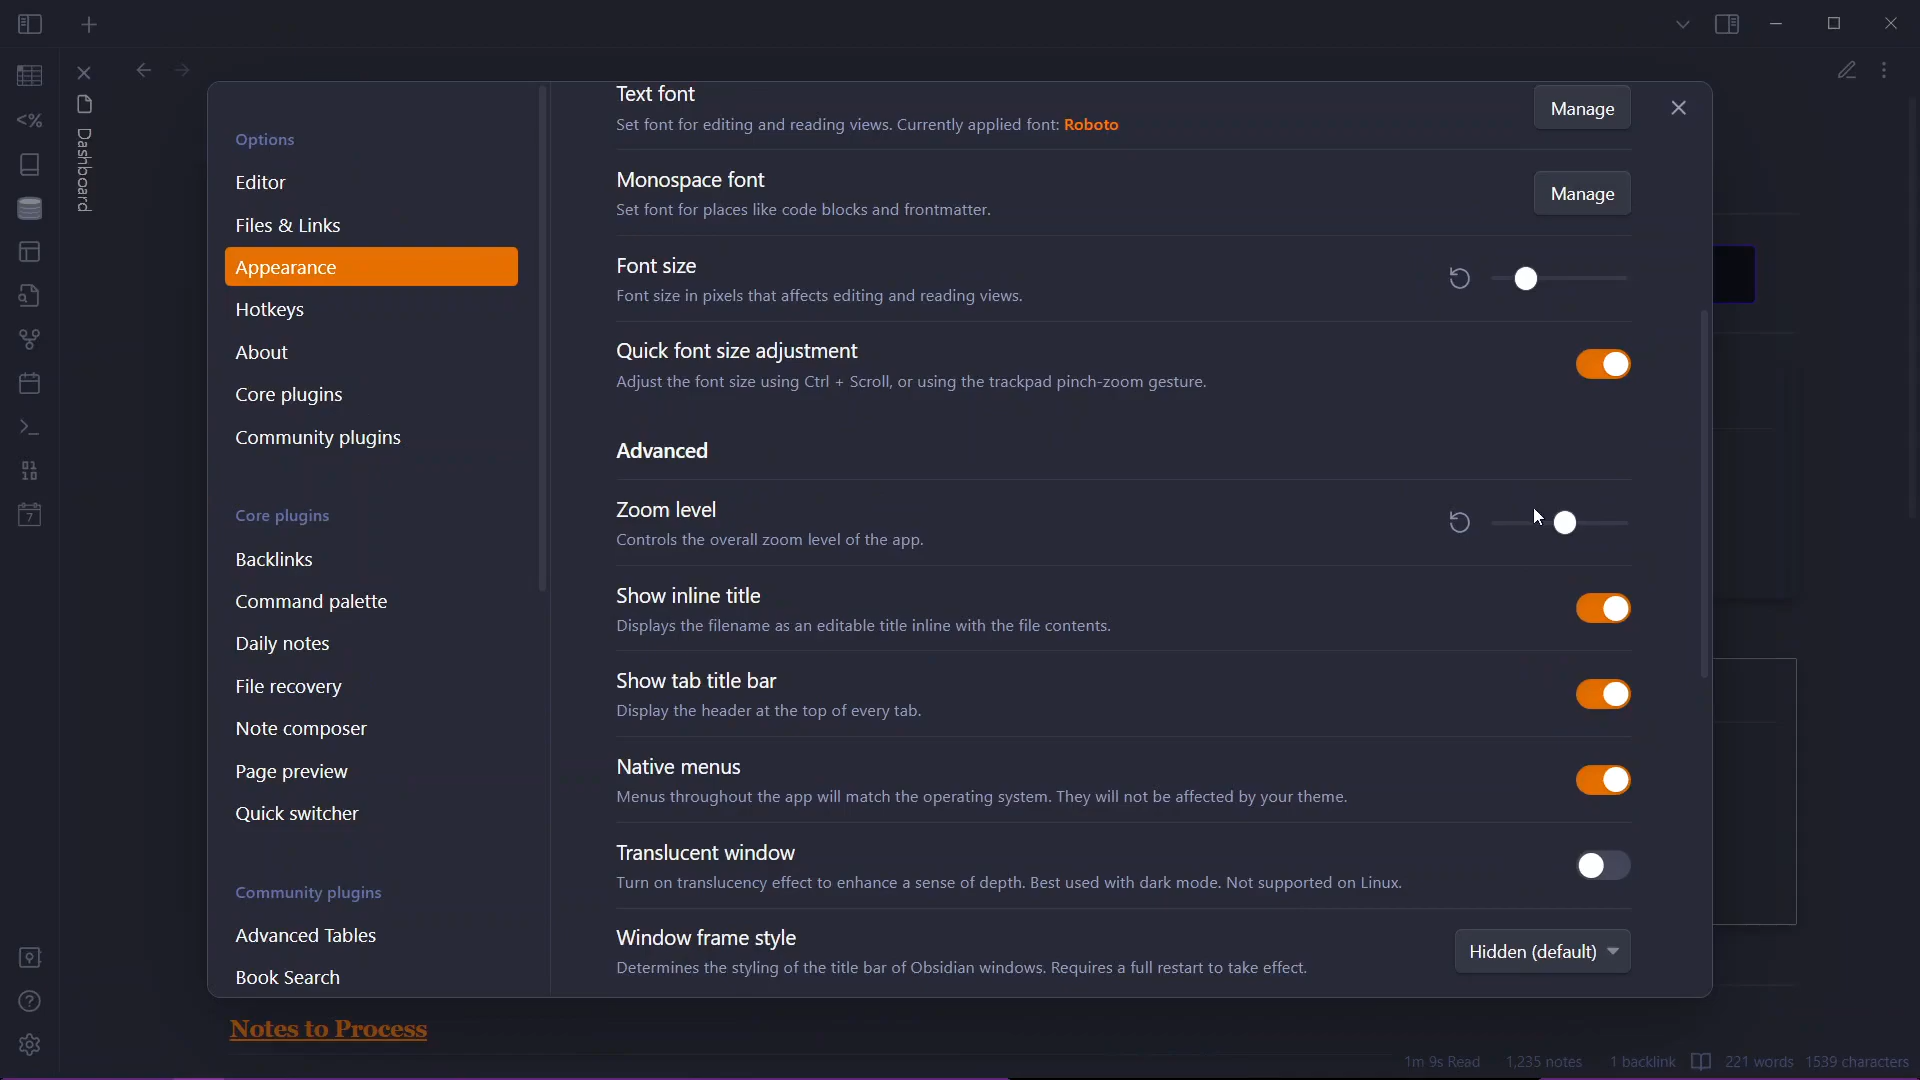 Dashboard
Options
Editor
Files & Links
Appearance
Hotkeys
About
Core plugins
Community plugins
Core plugins
Backlinks
Command palette
Daily notes
File recovery
Note composer
Page preview
Quick switcher
Community plugins
Advanced Tables
Book Search
Text font
Set font for editing and reading views. Currently applied font: Roboto
Manage
Monospace font
Set font for places like code blocks and frontmatter.
Manage
Font size
Font size in pixels that affects editing and reading views.
Quick font size adjustment
Adjust the font size using Ctrl + Scroll, or using the trackpad pinch-zoom gesture.
Advanced
Zoom level
Controls the overall zoom level of the app.
Show inline title
Displays the filename as an editable title inline with the file contents.
Show tab title bar
Display the header at the top of every tab.
Native menus
Menus throughout the app will match the operating system. They will not be affected by your theme.
Translucent window
Turn on translucency effect to enhance a sense of depth. Best used with dark mode. Not supported on Linux.
Window frame style
Determines the styling of the title bar of Obsidian windows. Requires a full restart to take effect.
Hidden (default)
Notes to Process
1m 9s Read 1,235 notes 1 backlink 221 words 1539 characters